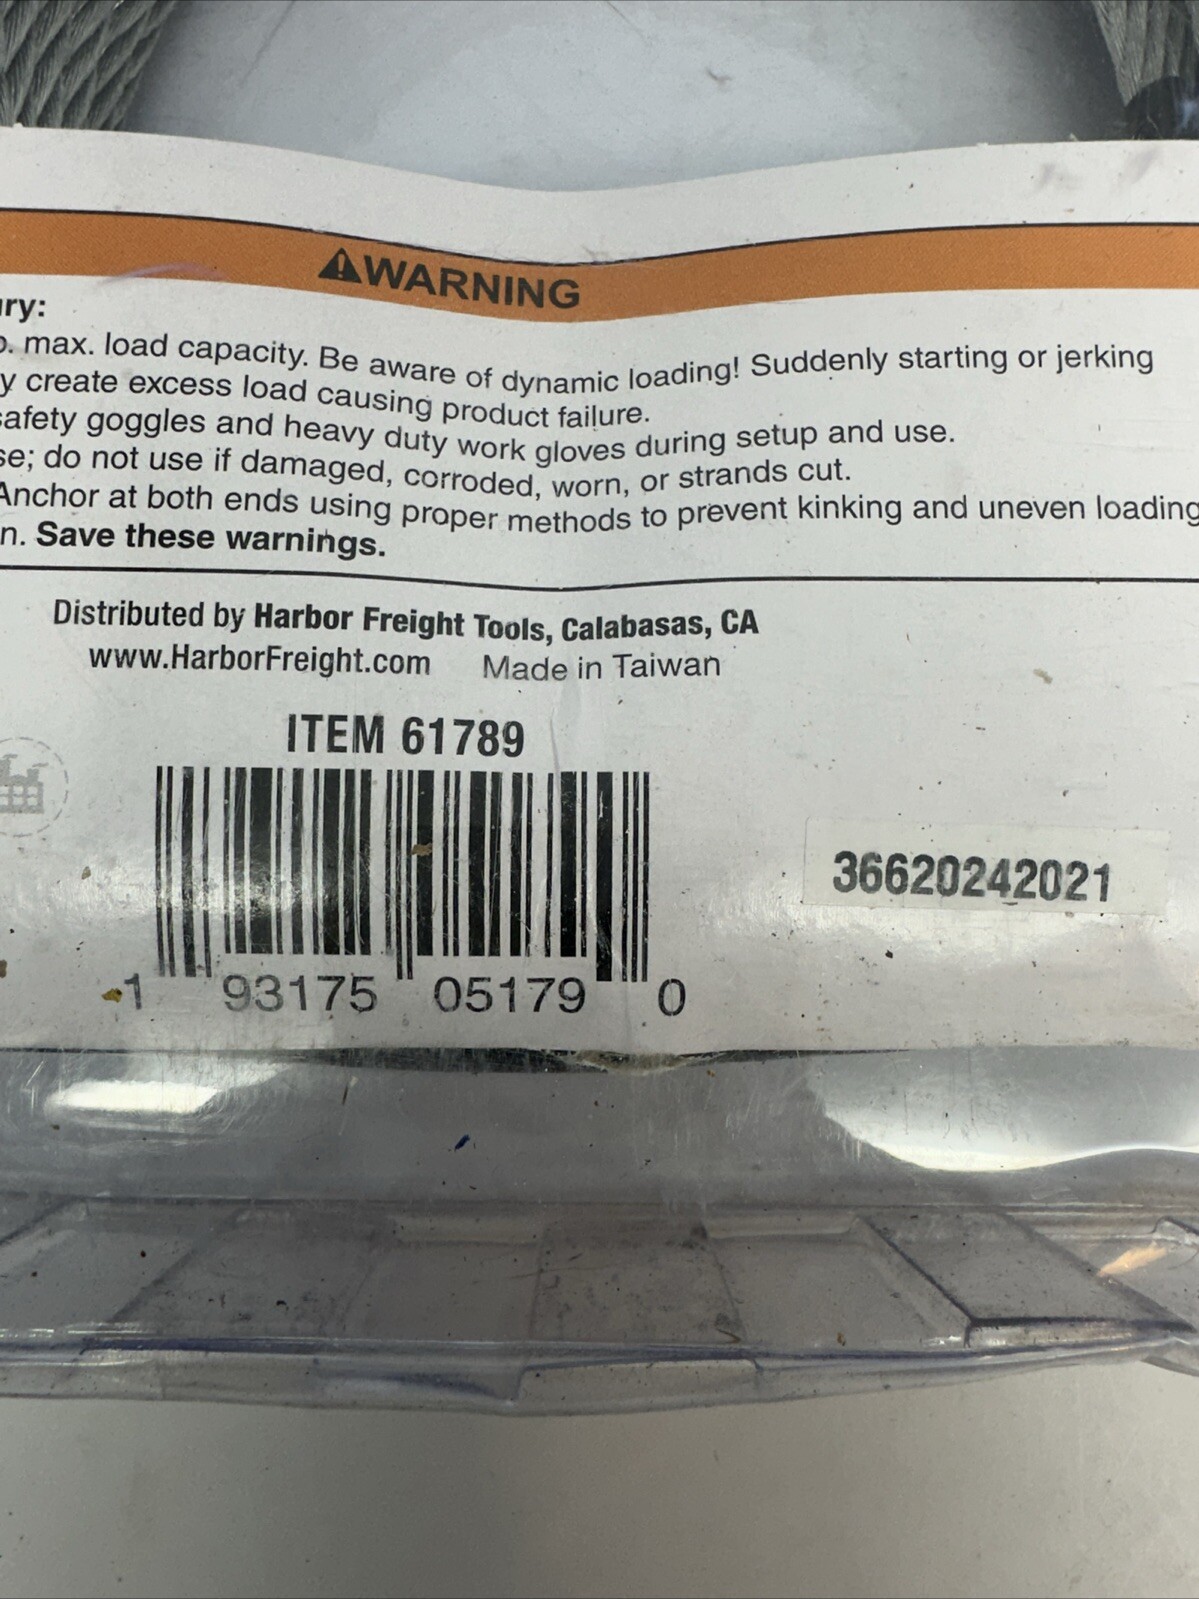 WARNING
ury:
b. max. load capacity. Be aware of dynamic loading! Suddenly starting or jerking
y create excess load causing product failure.
safety goggles and heavy duty work gloves during setup and use.
se; do not use if damaged, corroded, worn, or strands cut.
Anchor at both ends using proper methods to prevent kinking and uneven loading
n. Save these warnings.
Distributed by Harbor Freight Tools, Calabasas, CA
www.HarborFreight.com Made in Taiwan
ITEM 61789
36620242021
1 93175 05179 0